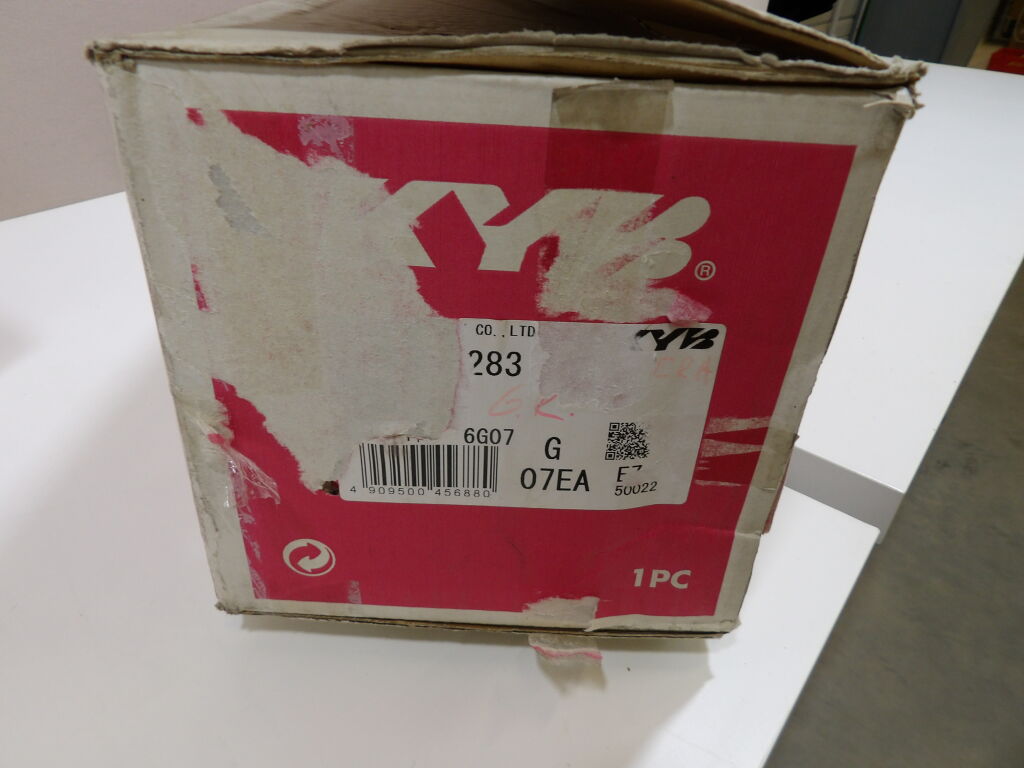 KYB®
CO.,LTD
KYB
283
G.K.
6G07
G
07EA
50022
4 909500 456880
1PC